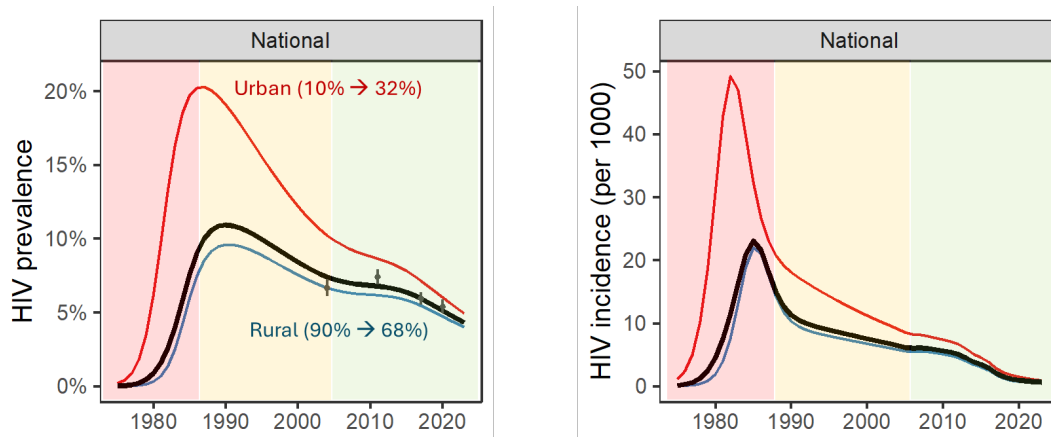 National
HIV prevalence
20%
15%
10%
5%
0%
Urban (10% → 32%)
Rural (90% → 68%)
1980 1990 2000 2010 2020
National
HIV incidence (per 1000)
50
40
30
20
10
0
1980 1990 2000 2010 2020